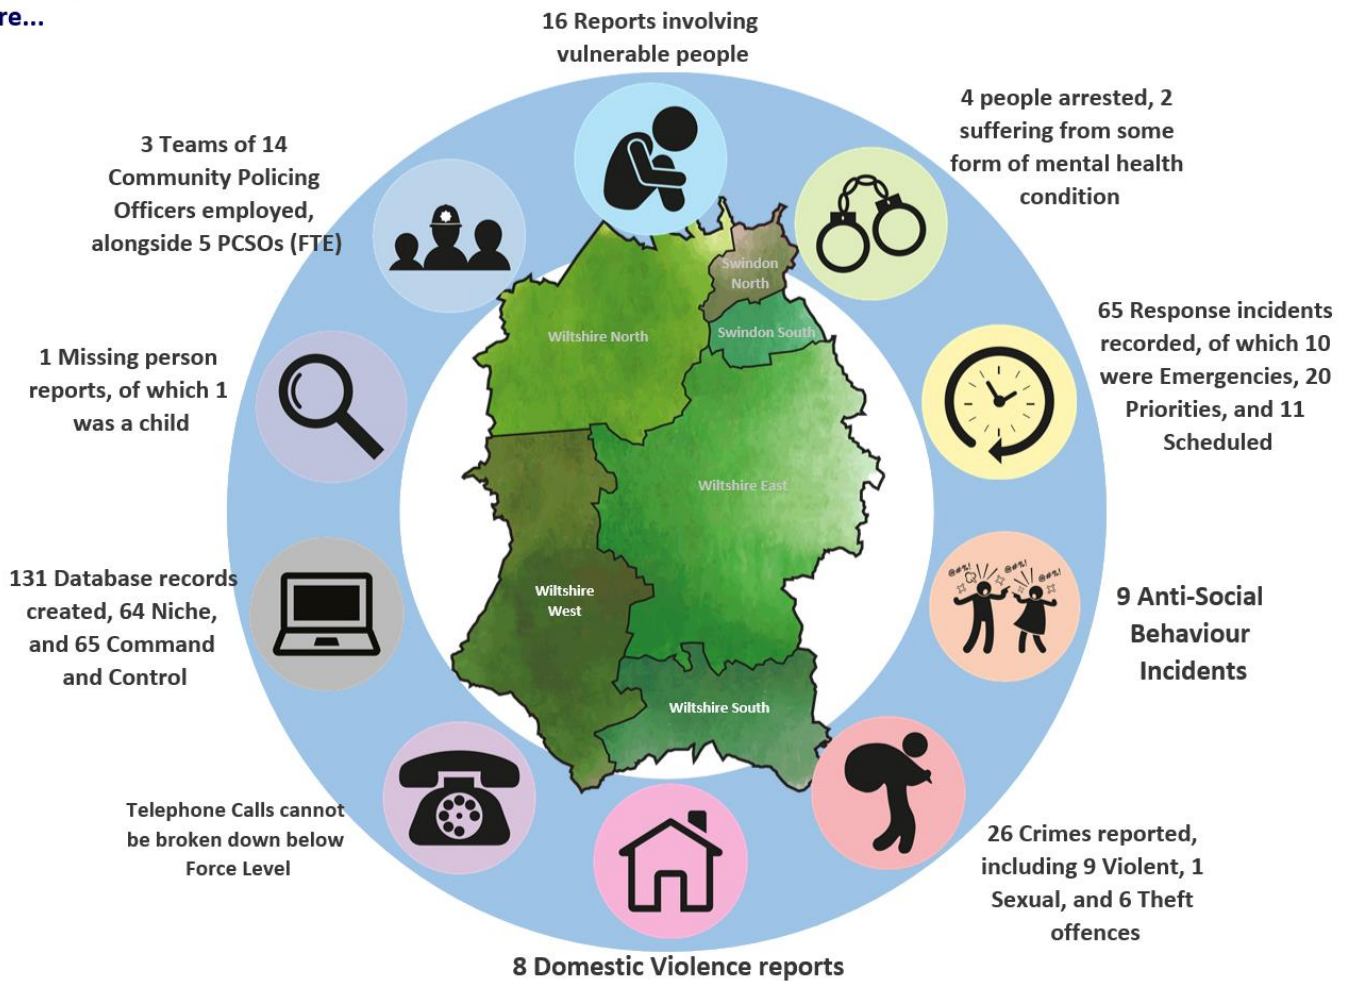 re...
16 Reports involving
vulnerable people
4 people arrested, 2
suffering from some
form of mental health
condition
3 Teams of 14
Community Policing
Officers employed,
alongside 5 PCSOs (FTE)
65 Response incidents
recorded, of which 10
were Emergencies, 20
Priorities, and 11
Scheduled
1 Missing person
reports, of which 1
was a child
Swindon
North
Wiltshire North
Swindon South
Wiltshire East
Wiltshire
West
Wiltshire South
@#%!
@#%!
@#%!
9 Anti-Social
Behaviour
Incidents
131 Database records
created, 64 Niche,
and 65 Command
and Control
Telephone Calls cannot
be broken down below
Force Level
26 Crimes reported,
including 9 Violent, 1
Sexual, and 6 Theft
offences
8 Domestic Violence reports